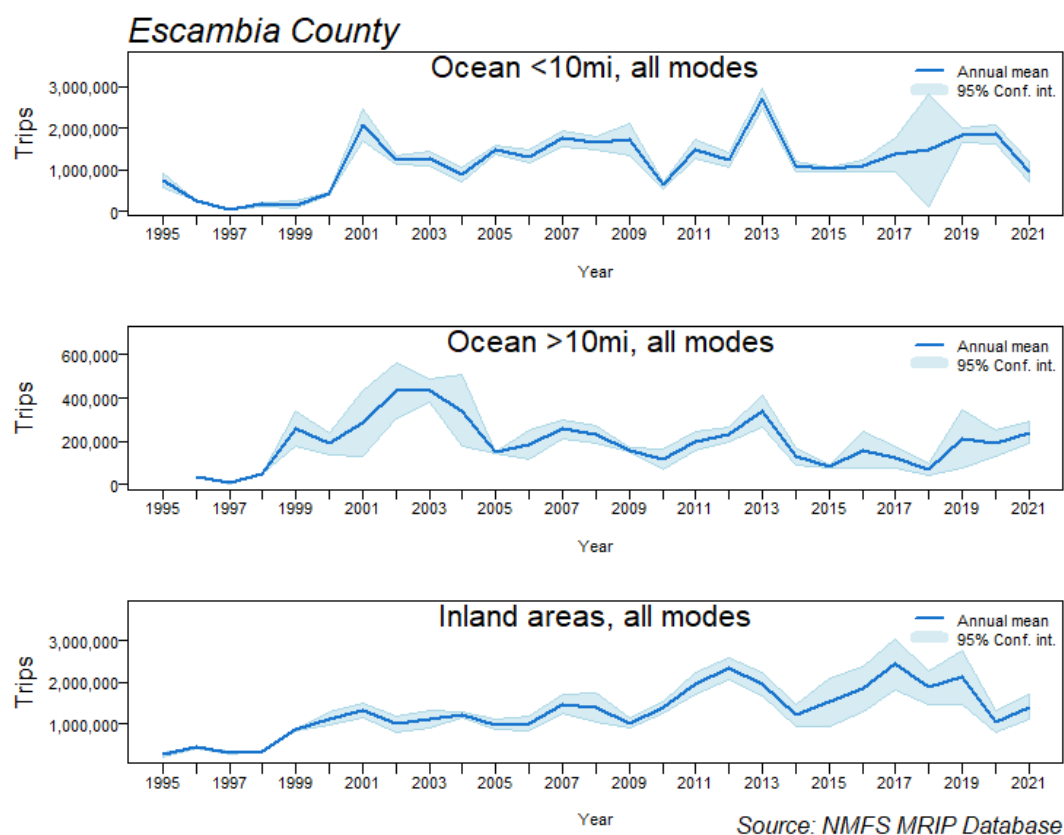 Escambia County
Ocean <10mi, all modes
Annual mean
95% Conf. int.
Trips
3,000,000
2,000,000
1,000,000
0
1995 1997 1999 2001 2003 2005 2007 2009 2011 2013 2015 2017 2019 2021
Year
Ocean >10mi, all modes
Annual mean
95% Conf. int.
Trips
600,000
400,000
200,000
0
1995 1997 1999 2001 2003 2005 2007 2009 2011 2013 2015 2017 2019 2021
Year
Inland areas, all modes
Annual mean
95% Conf. int.
Trips
3,000,000
2,000,000
1,000,000
1995 1997 1999 2001 2003 2005 2007 2009 2011 2013 2015 2017 2019 2021
Year
Source: NMFS MRIP Database